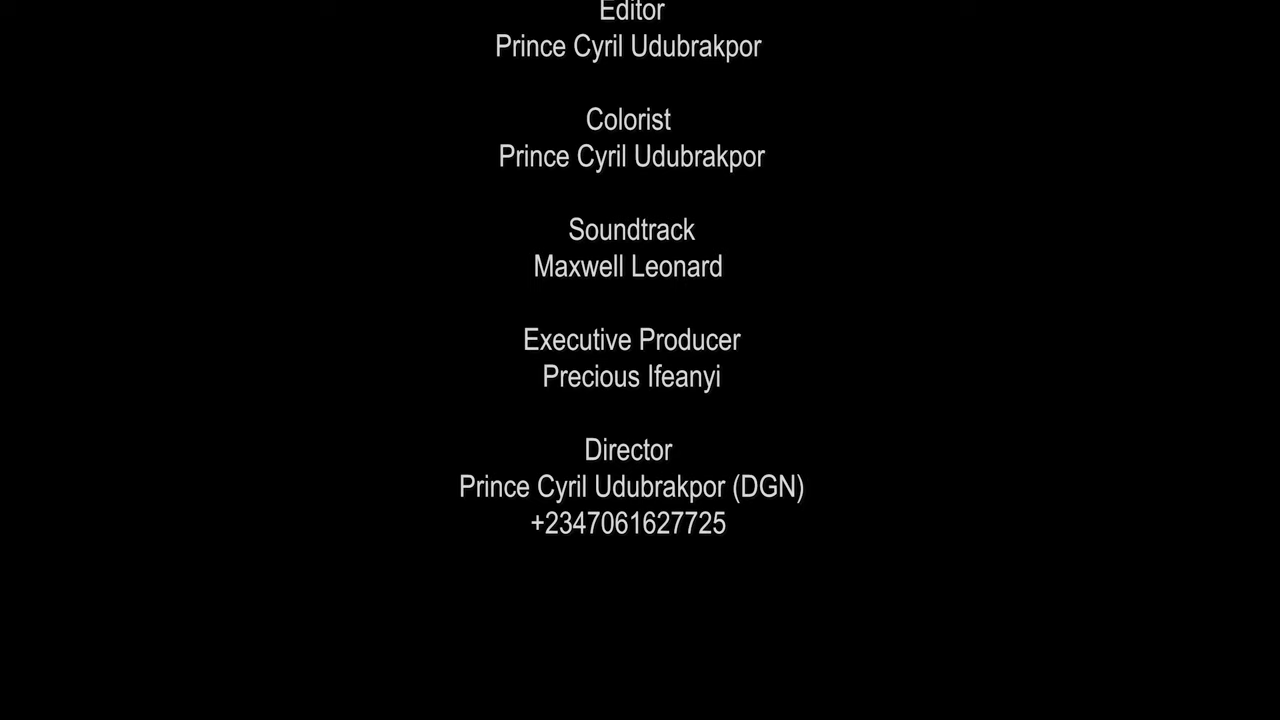 Editor
Prince Cyril Udubrakpor
Colorist
Prince Cyril Udubrakpor
Soundtrack
Maxwell Leonard
Executive Producer
Precious Ifeanyi
Director
Prince Cyril Udubrakpor (DGN)
+2347061627725